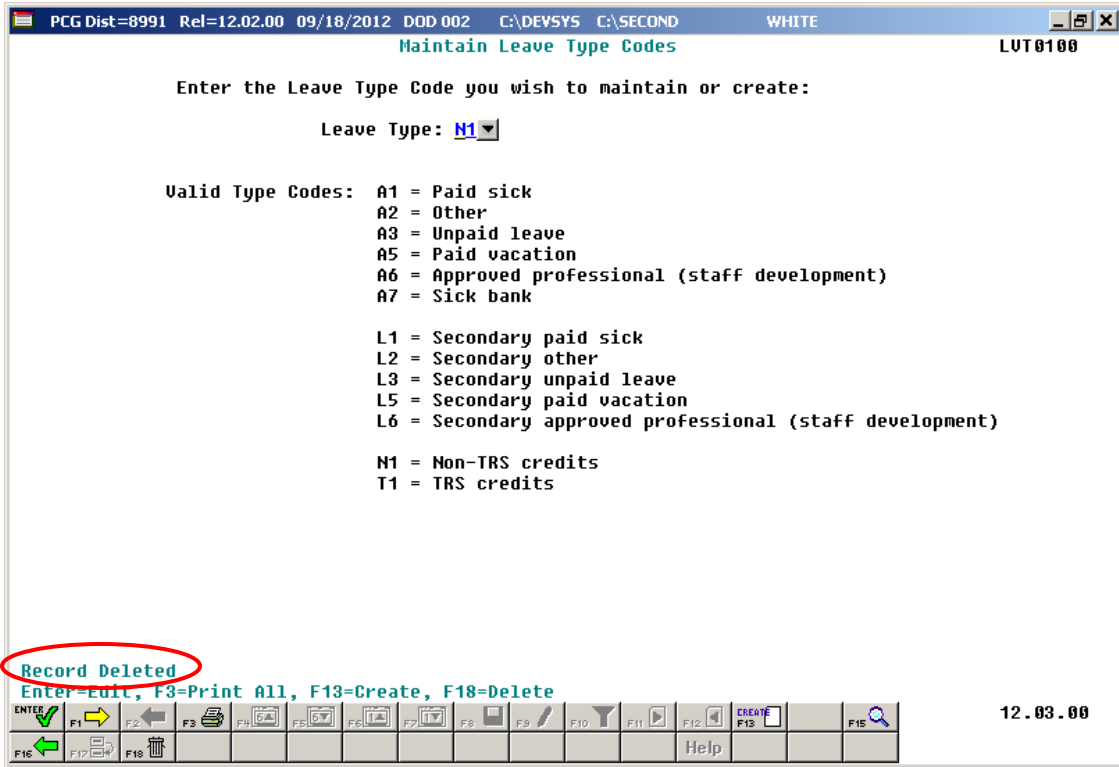 PCG Dist=8991 Rel=12.02.00 09/18/2012 DOD 002 C:\DEVSYS C:\SECOND WHITE
Maintain Leave Type Codes LVT0100
Enter the Leave Type Code you wish to maintain or create:
Leave Type: N1
Valid Type Codes: A1 = Paid sick
A2 = Other
A3 = Unpaid leave
A5 = Paid vacation
A6 = Approved professional (staff development)
A7 = Sick bank
L1 = Secondary paid sick
L2 = Secondary other
L3 = Secondary unpaid leave
L5 = Secondary paid vacation
L6 = Secondary approved professional (staff development)
N1 = Non-TRS credits
T1 = TRS credits
Record Deleted
Enter=Edit, F3=Print All, F13=Create, F18=Delete
ENTER F1 F2 F3 F4 F5 F6 F7 F8 F9 F10 F11 F12 CREATE F13 F15 12.03.00
F16 F17 F18 Help